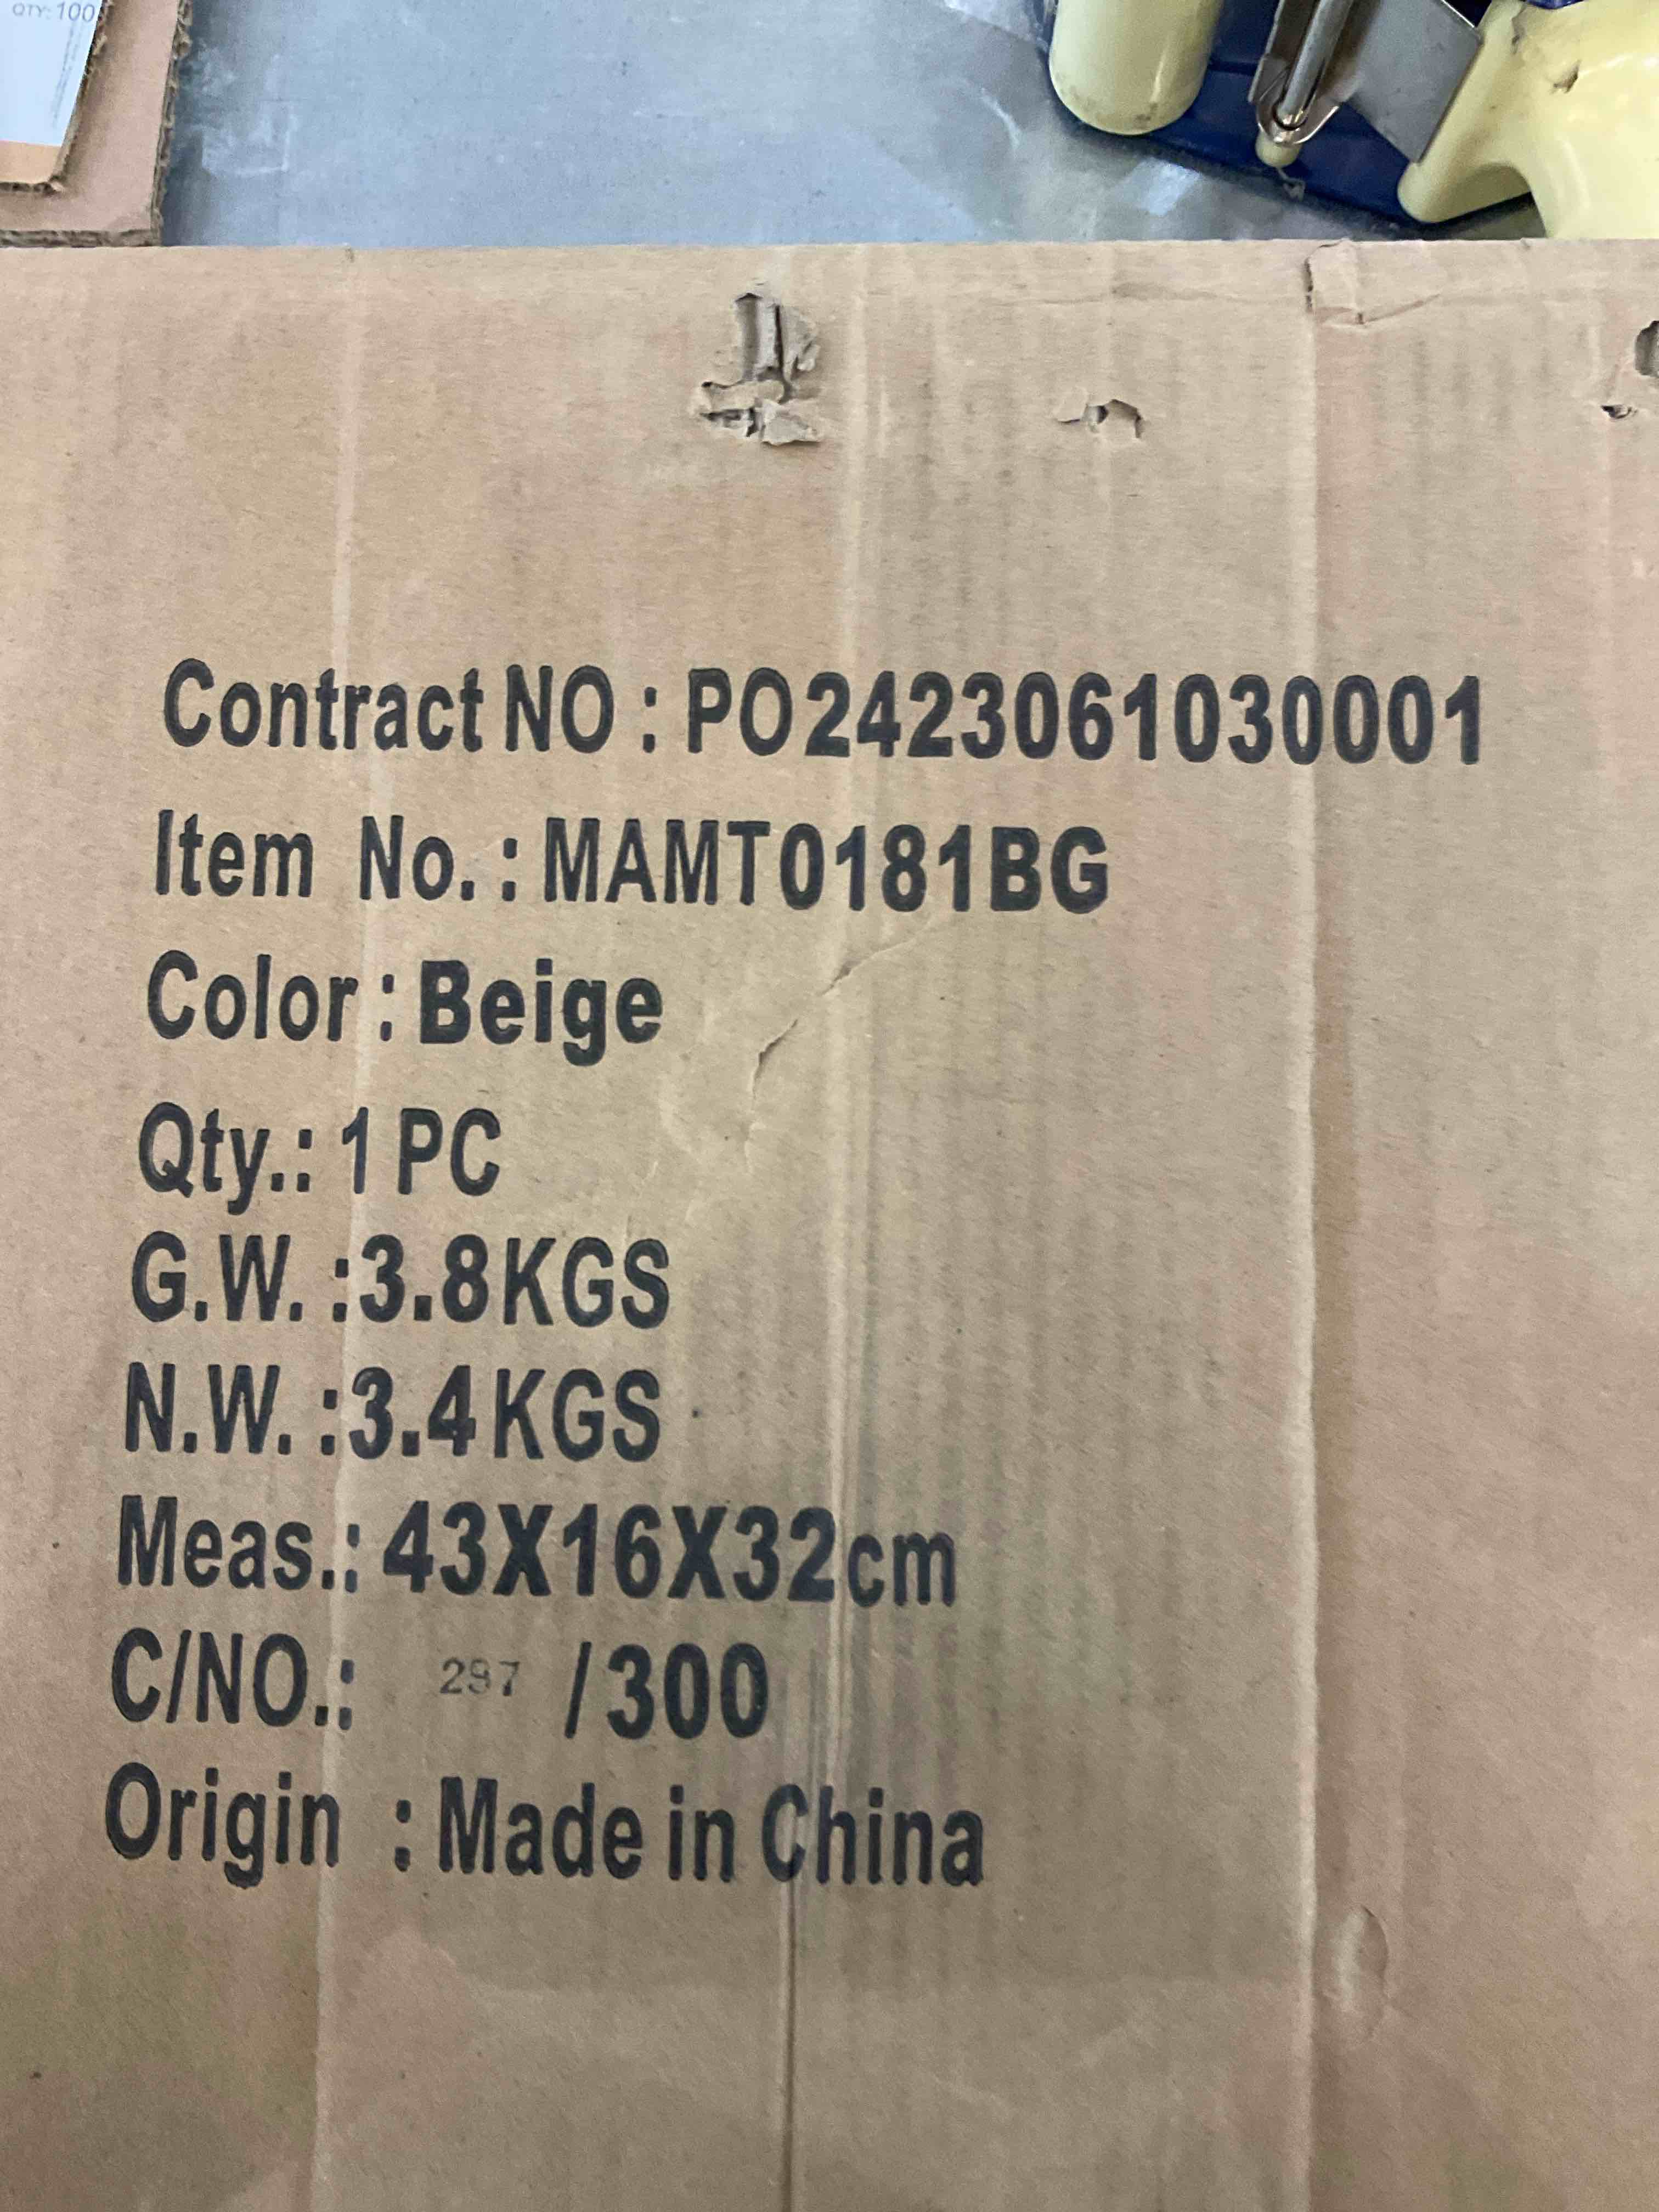 QTY:100
Contract NO : PO2423061030001
Item No. : MAMT0181BG
Color : Beige
Qty.: 1 PC
G.W. :3.8KGS
N.W. :3.4KGS
Meas.: 43X16X32cm
C/NO.: 297 /300
Origin : Made in China